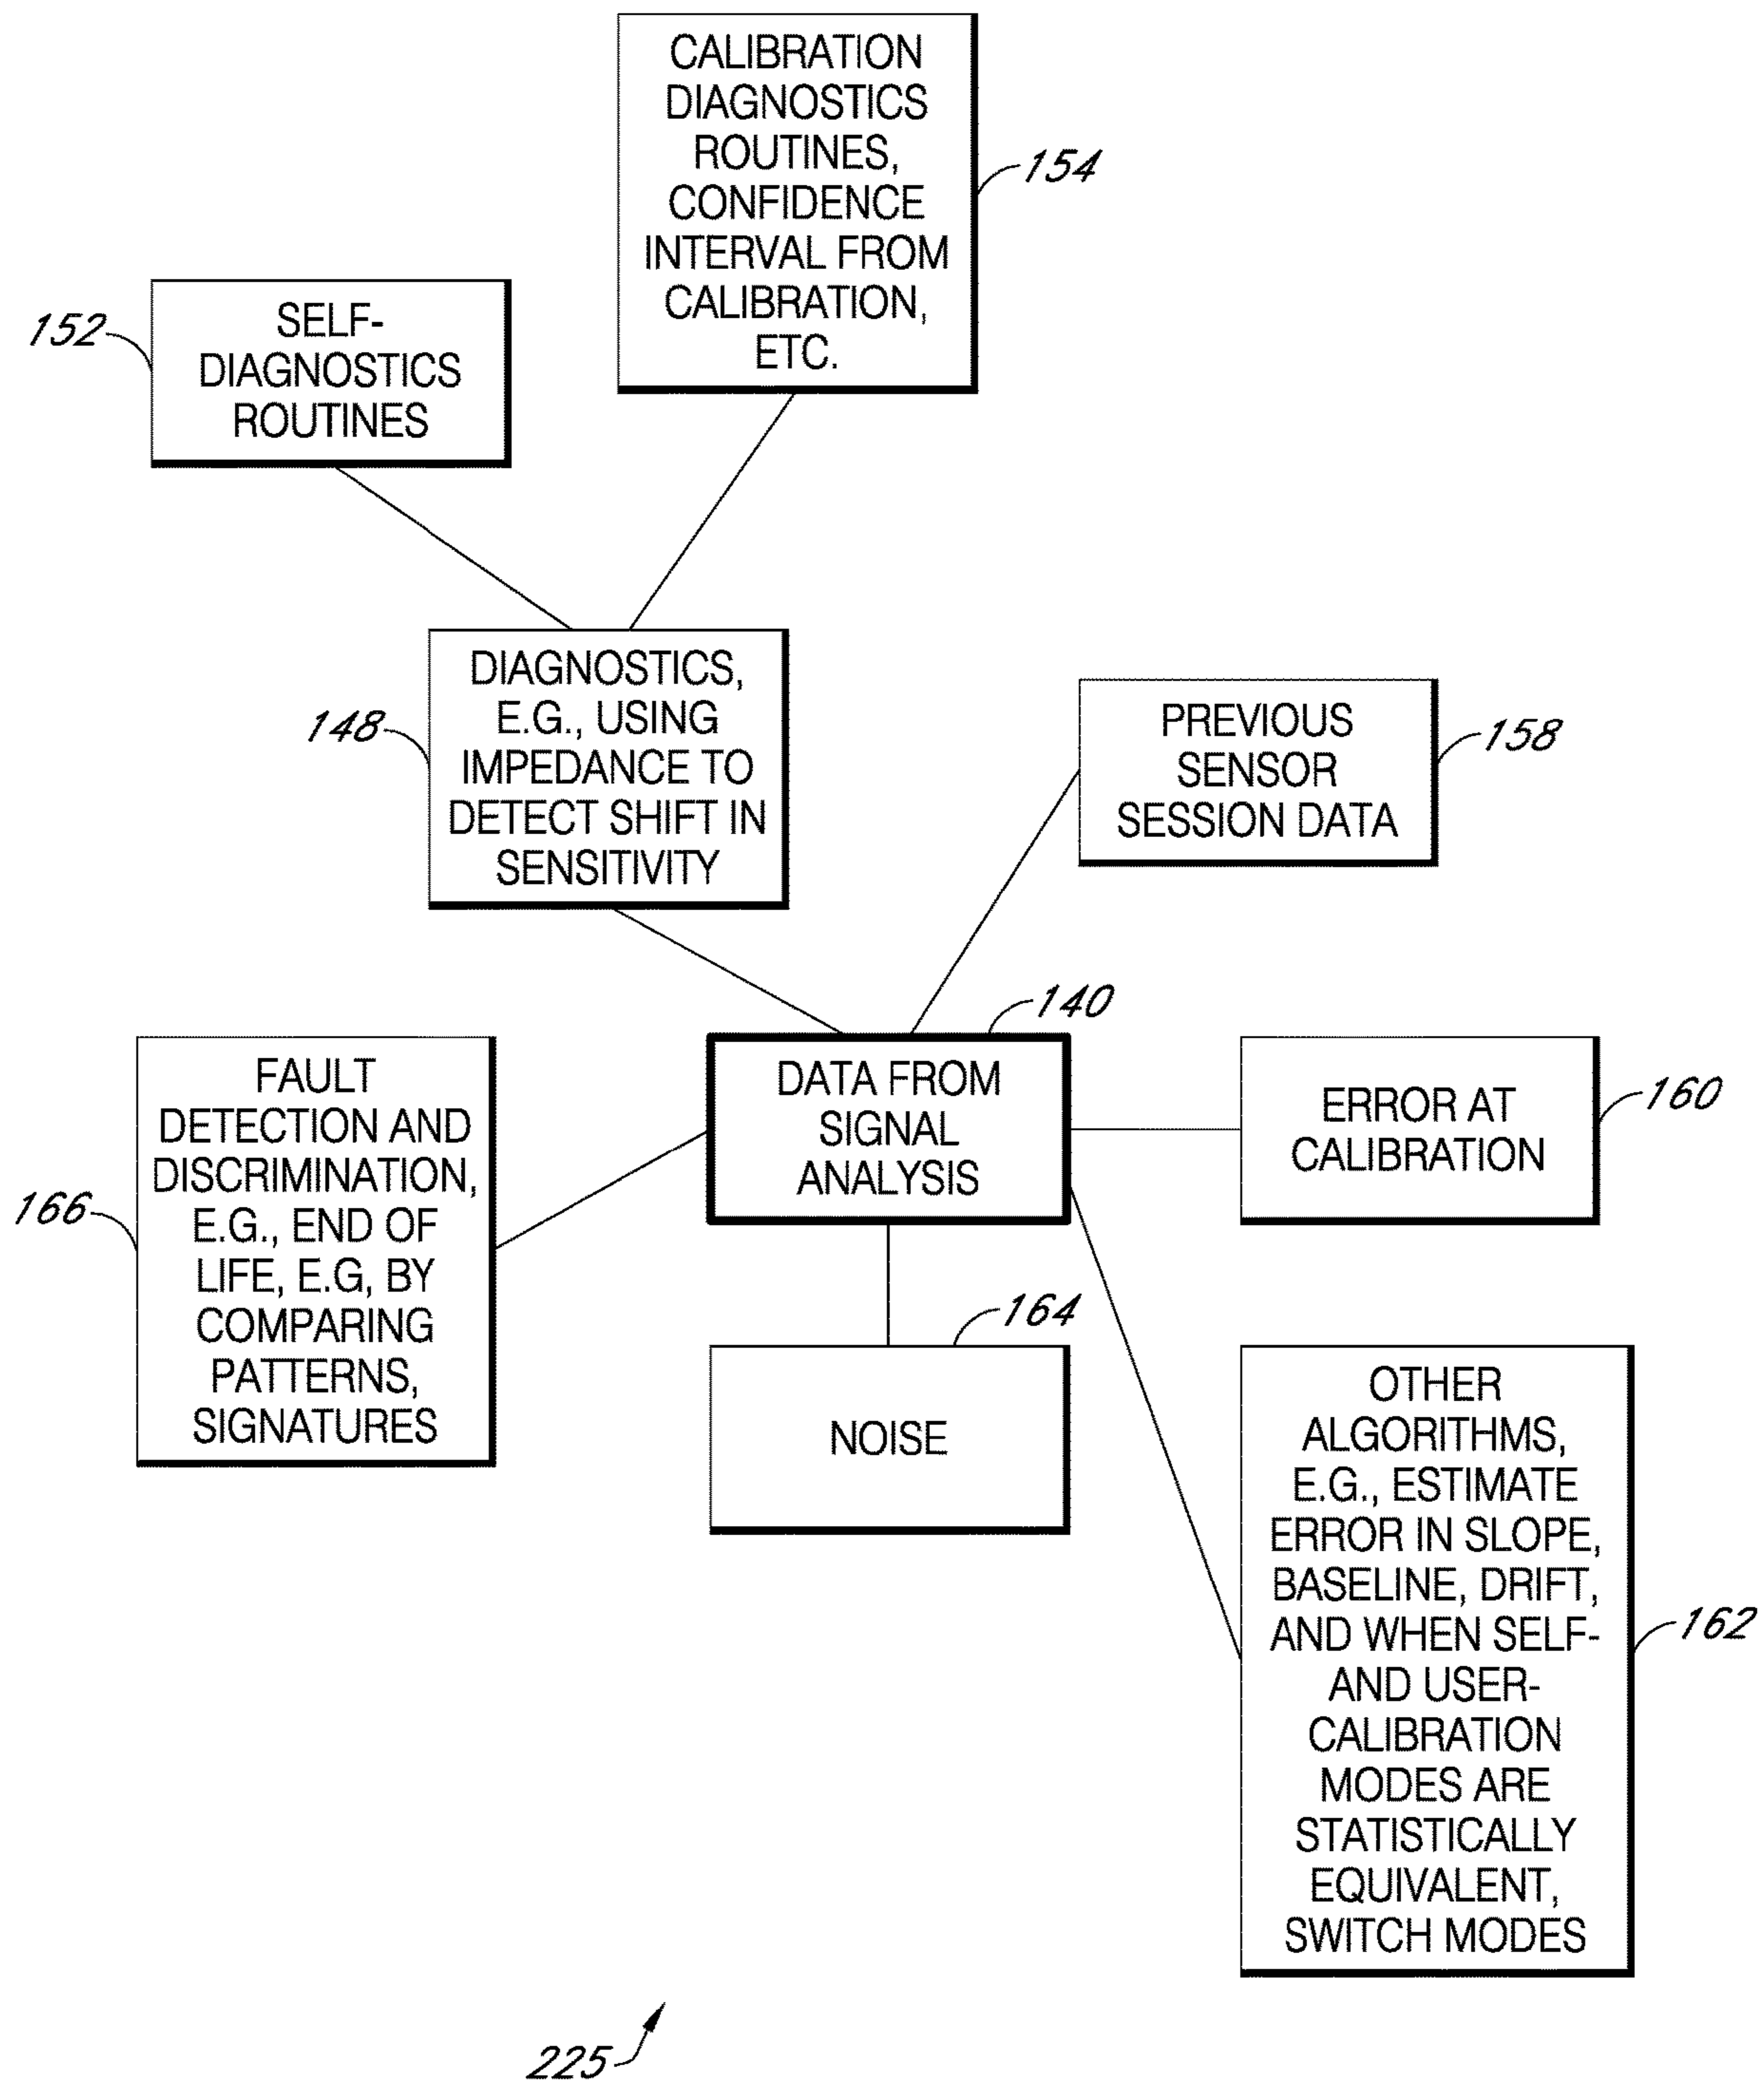 CALIBRATION
DIAGNOSTICS
ROUTINES,
CONFIDENCE
INTERVAL FROM
CALIBRATION,
ETC.
154
SELF-
DIAGNOSTICS
ROUTINES
152
DIAGNOSTICS,
E.G., USING
IMPEDANCE TO
DETECT SHIFT IN
SENSITIVITY
148
PREVIOUS
SENSOR
SESSION DATA
158
140
DATA FROM
SIGNAL
ANALYSIS
FAULT
DETECTION AND
DISCRIMINATION,
E.G., END OF
LIFE, E.G, BY
COMPARING
PATTERNS,
SIGNATURES
166
ERROR AT
CALIBRATION
160
164
NOISE
OTHER
ALGORITHMS,
E.G., ESTIMATE
ERROR IN SLOPE,
BASELINE, DRIFT,
AND WHEN SELF-
AND USER-
CALIBRATION
MODES ARE
STATISTICALLY
EQUIVALENT,
SWITCH MODES
162
225